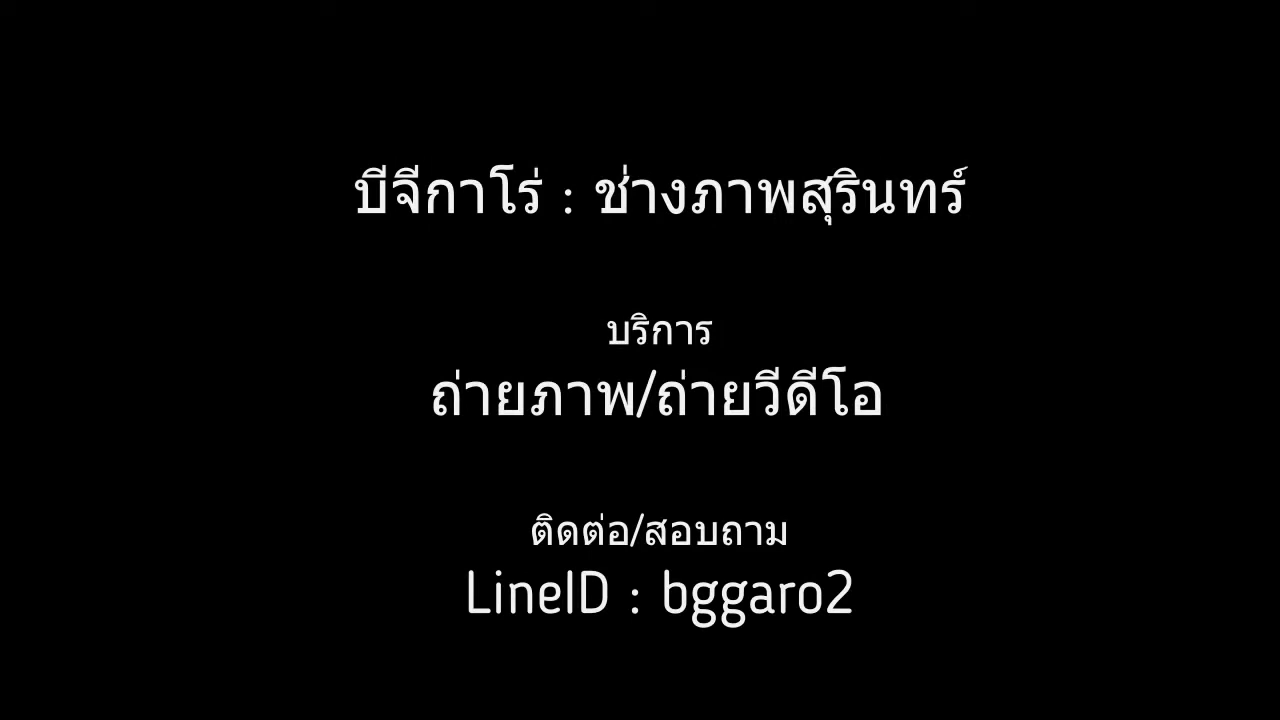 บีจีกาโร่ : ช่างภาพสุรินทร์
บริการ
ถ่ายภาพ/ถ่ายวีดีโอ
ติดต่อ/สอบถาม
LineID : bggaro2